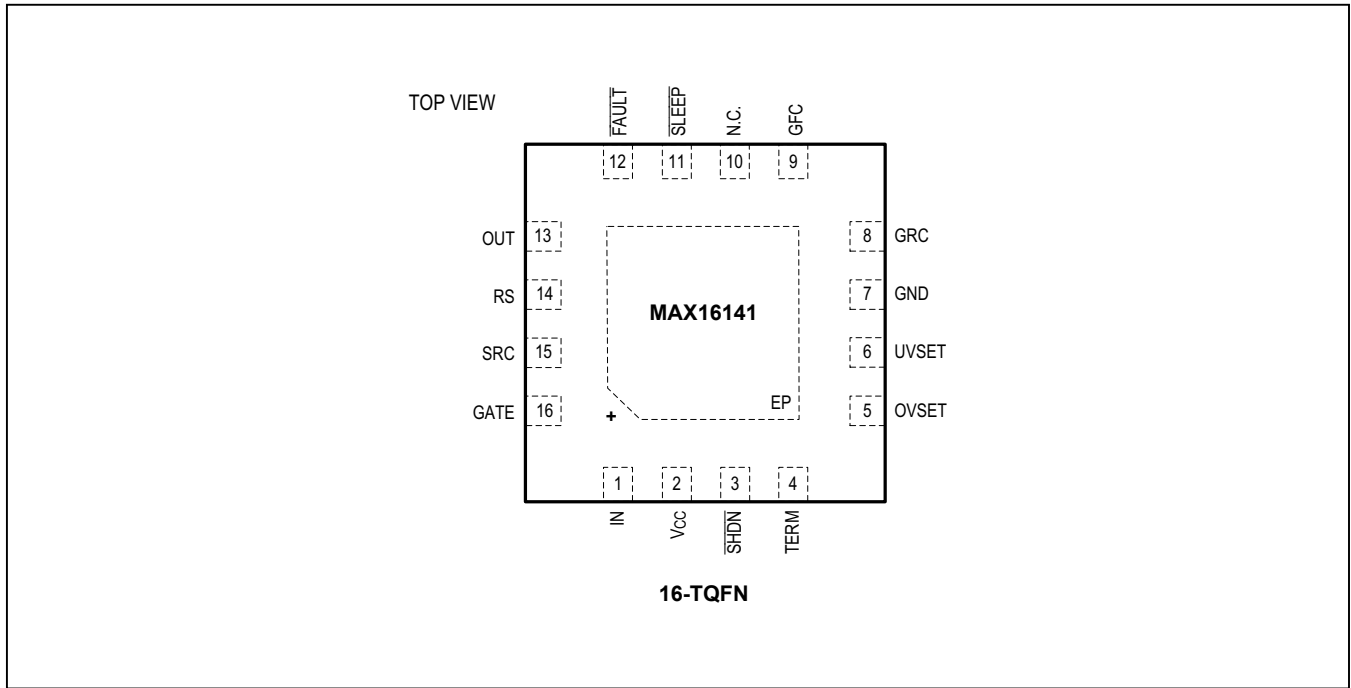 TOP VIEW
FAULT
SLEEP
N.C.
GFC
12
11
10
9
OUT
13
8
GRC
RS
14
7
GND
MAX16141
SRC
15
6
UVSET
GATE
16
+
EP
5
OVSET
1
2
3
4
IN
VCC
SHDN
TERM
16-TQFN